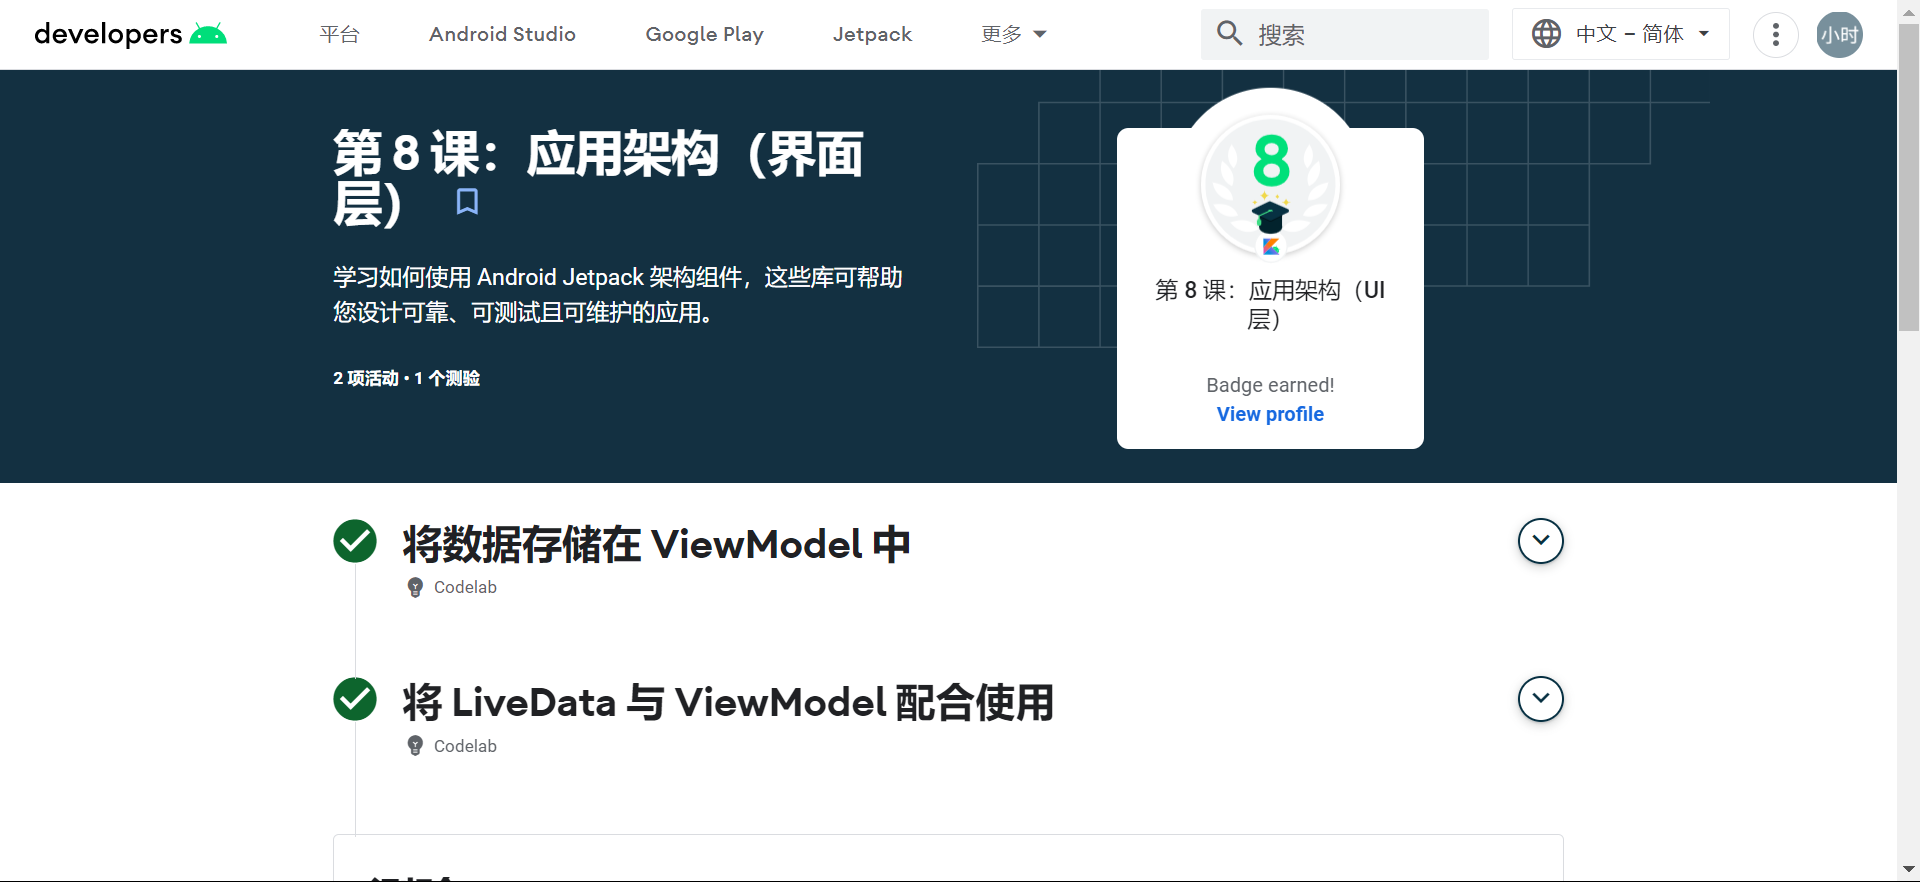 developers
平台
Android Studio
Google Play
Jetpack
更多
搜索
中文 – 简体
小时
第 8 课：应用架构（界面
层）
学习如何使用 Android Jetpack 架构组件，这些库可帮助
您设计可靠、可测试且可维护的应用。
2 项活动 • 1 个测验
8
第 8 课：应用架构（UI
层）
Badge earned!
View profile
将数据存储在 ViewModel 中
Codelab
将 LiveData 与 ViewModel 配合使用
Codelab